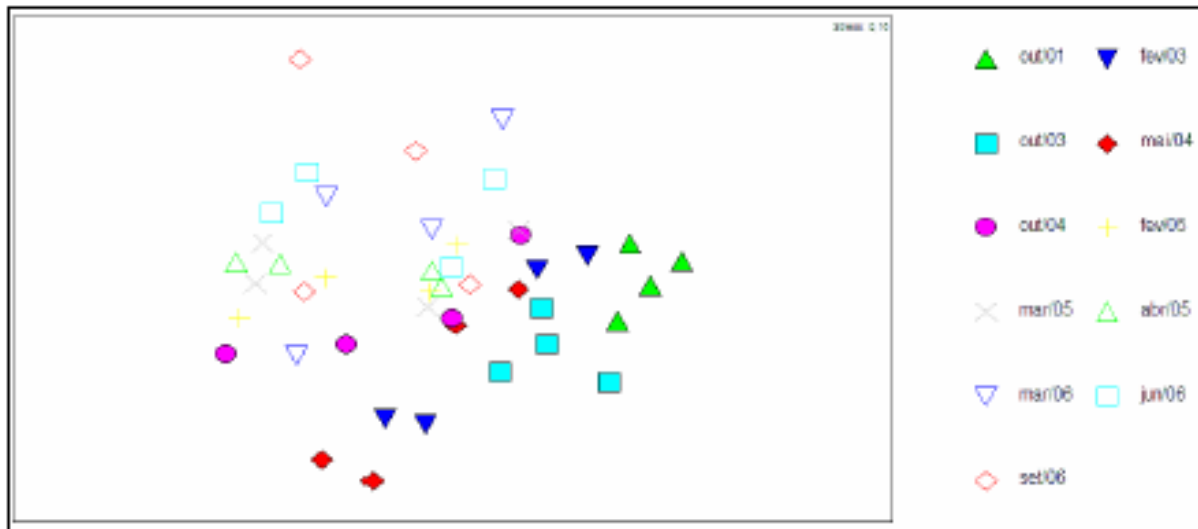 out/01 fev/03
out/03 mai/04
out/04 fev/05
mar/05 abr/05
mar/06 jun/06
set/06